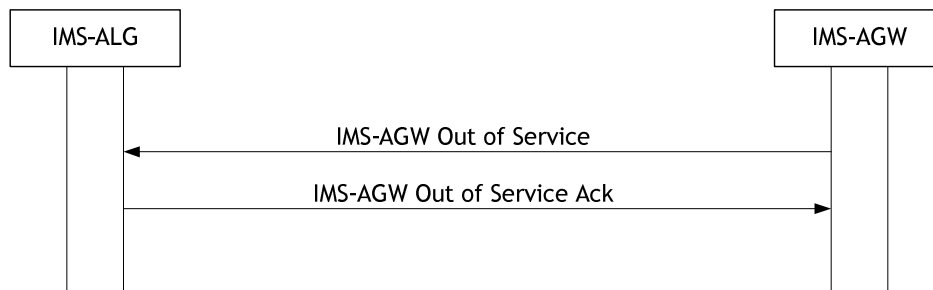 IMS-ALG
IMS-AGW
IMS-AGW Out of Service
IMS-AGW Out of Service Ack